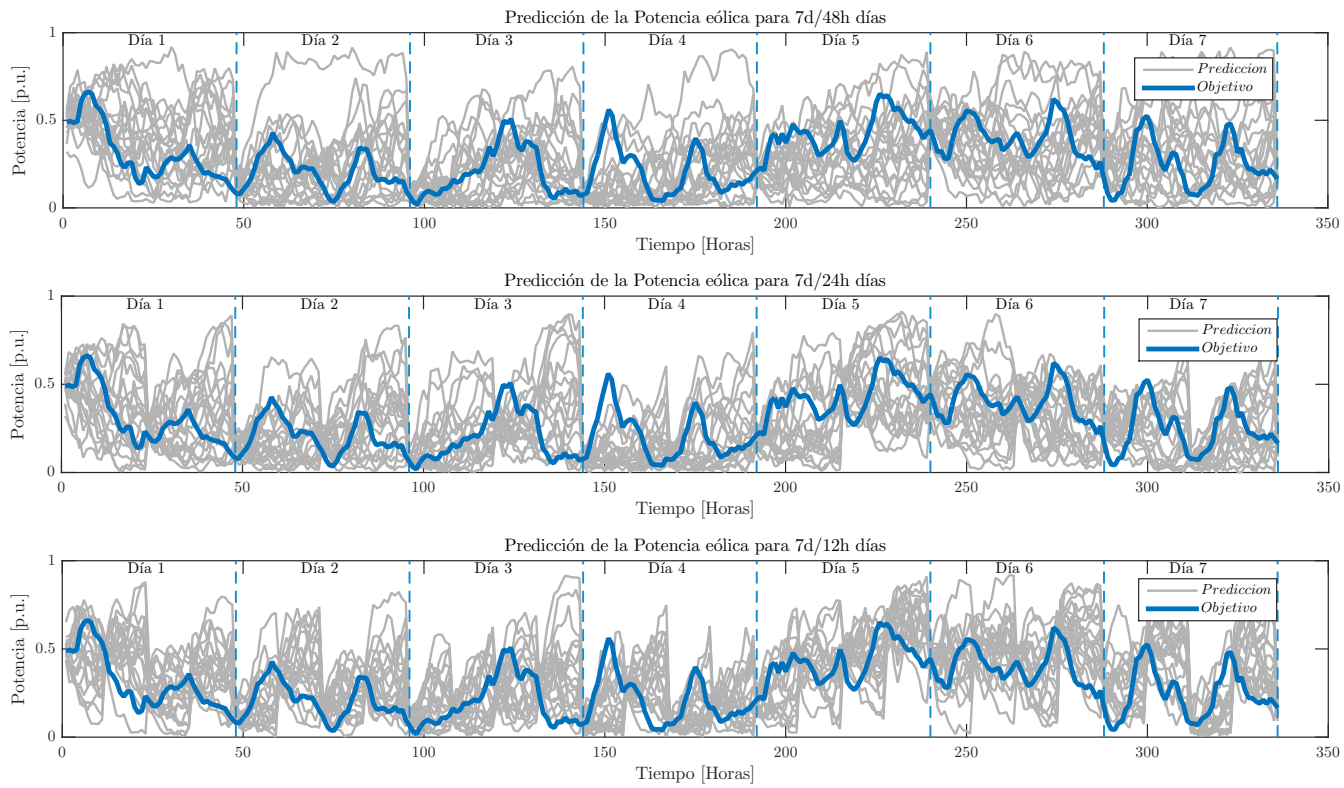 Predicción de la Potencia eólica para 7d/48h días
Día 1 Día 2 Día 3 Día 4 Día 5 Día 6 Día 7
Prediccion
Objetivo
Potencia [p.u.]
1
0.5
0
0 50 100 150 200 250 300 350
Tiempo [Horas]
Predicción de la Potencia eólica para 7d/24h días
Día 1 Día 2 Día 3 Día 4 Día 5 Día 6 Día 7
Prediccion
Objetivo
Potencia [p.u.]
1
0.5
0
0 50 100 150 200 250 300 350
Tiempo [Horas]
Predicción de la Potencia eólica para 7d/12h días
Día 1 Día 2 Día 3 Día 4 Día 5 Día 6 Día 7
Prediccion
Objetivo
Potencia [p.u.]
1
0.5
0
0 50 100 150 200 250 300 350
Tiempo [Horas]